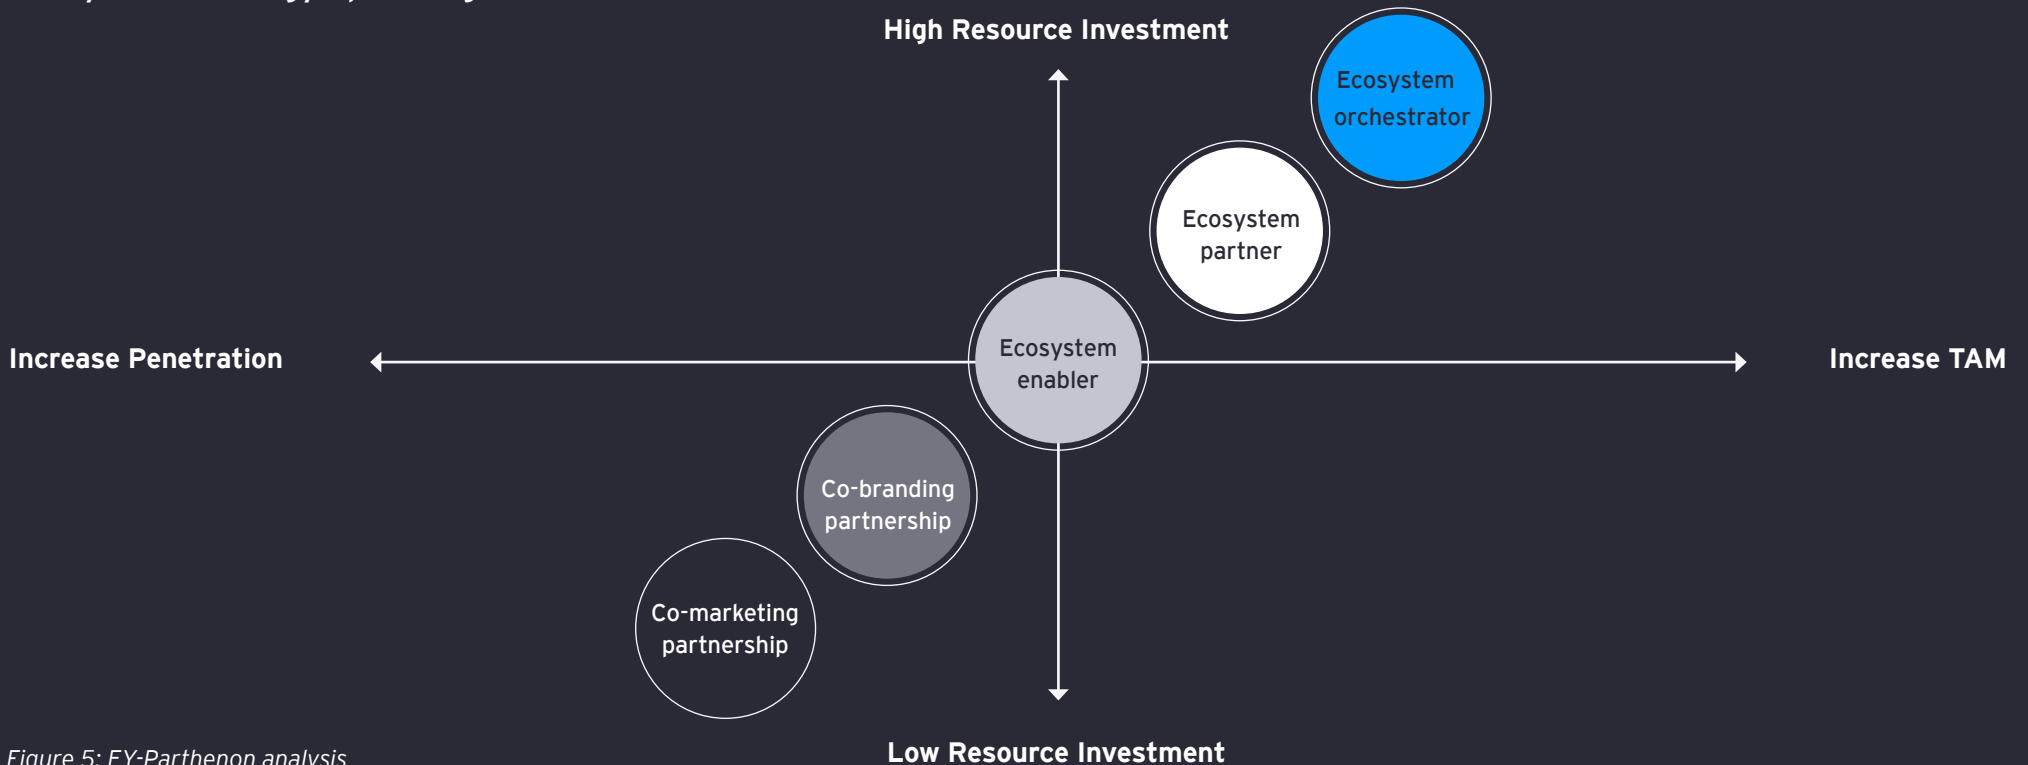 High Resource Investment
Ecosystem
orchestrator
Ecosystem
partner
Increase Penetration
Ecosystem
enabler
Increase TAM
Co-branding
partnership
Co-marketing
partnership
Low Resource Investment
Figure 5: EY-Parthenon analysis